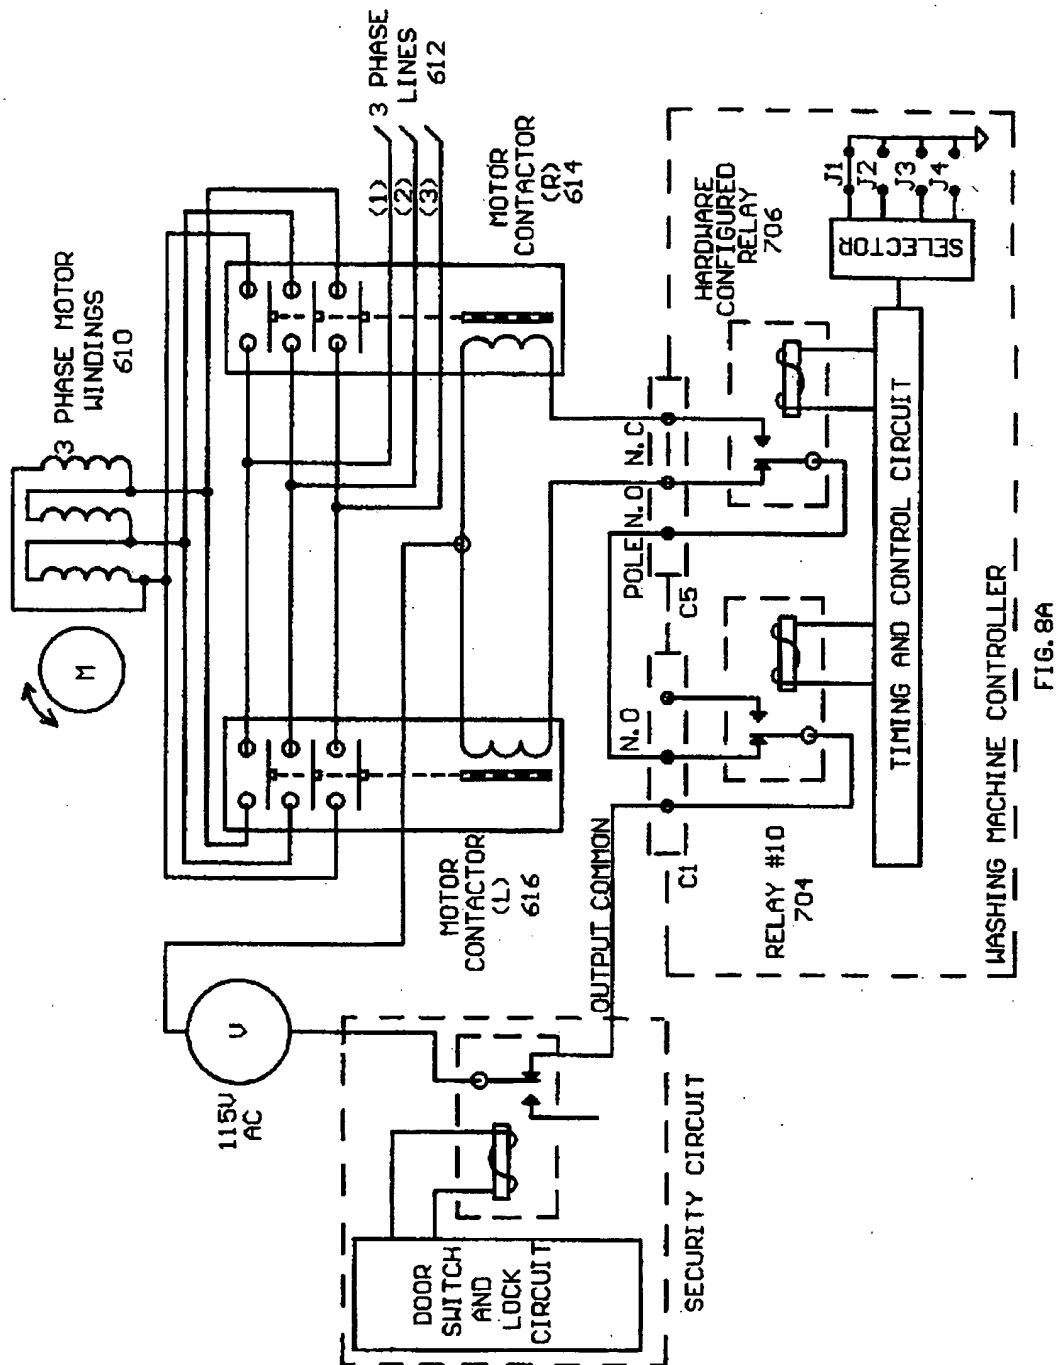 3 PHASE MOTOR
WINDINGS
610
M
3 PHASE
LINES
612
(1)
(2)
(3)
MOTOR
CONTACTOR
(R)
614
MOTOR
CONTACTOR
(L)
616
115V
AC
V
OUTPUT COMMON
DOOR
SWITCH
AND
LOCK
CIRCUIT
SECURITY CIRCUIT
C1
N.O
C5
POLE
N.O
N.C
RELAY #10
704
HARDWARE
CONFIGURED
RELAY
706
J1
J2
J3
J4
SELECTOR
TIMING AND CONTROL CIRCUIT
WASHING MACHINE CONTROLLER
FIG.8A